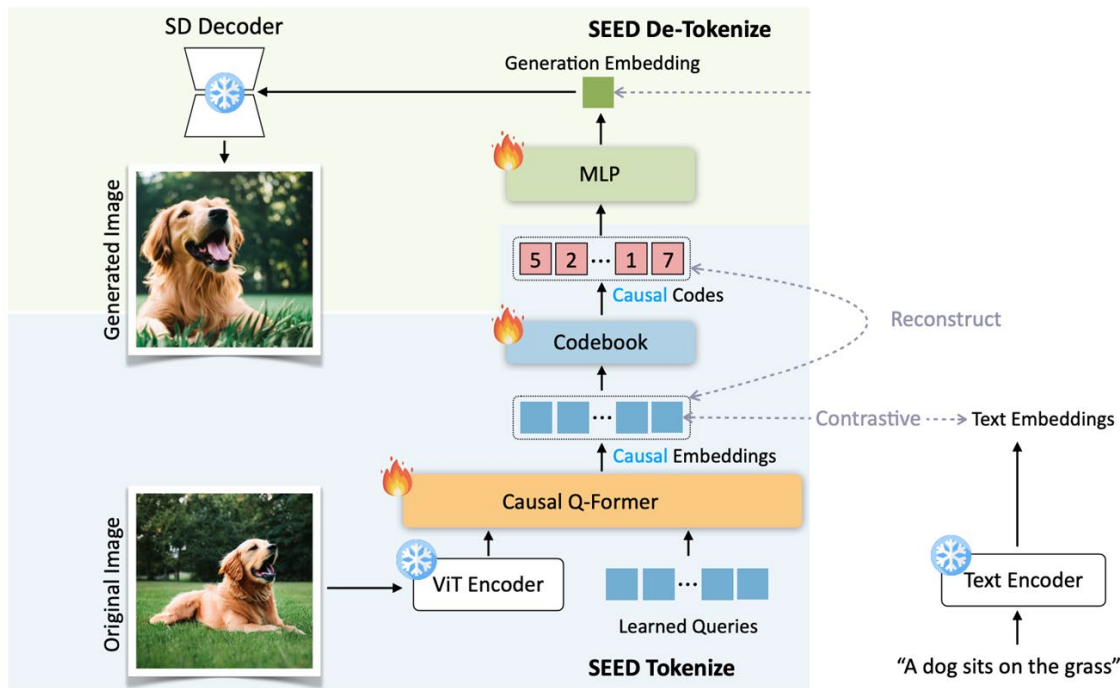 SD Decoder
SEED De-Tokenize
Generation Embedding
MLP
Generated Image
5 2 ... 1 7
Causal Codes
Reconstruct
Codebook
Contrastive
Text Embeddings
Causal Embeddings
Causal Q-Former
Original Image
ViT Encoder
Text Encoder
Learned Queries
SEED Tokenize
“A dog sits on the grass”